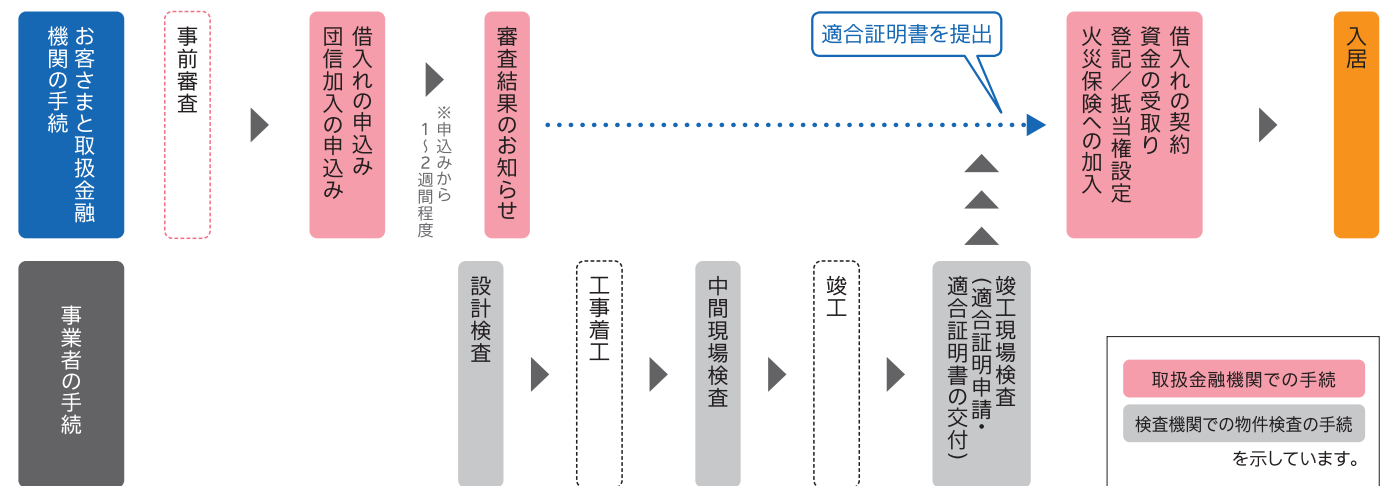 お客さまと取扱金融
機関の手続
事前審査
借入れの申込み
団信加入の申込み
※申込みから
1~2週間程度
審査結果のお知らせ
適合証明書を提出
借入れの契約
資金の受取り
登記／抵当権設定
火災保険への加入
入居
事業者の手続
設計検査
工事着工
中間現場検査
竣工
竣工現場検査
(適合証明申請・
適合証明書の交付)
取扱金融機関での手続
検査機関での物件検査の手続
を示しています。